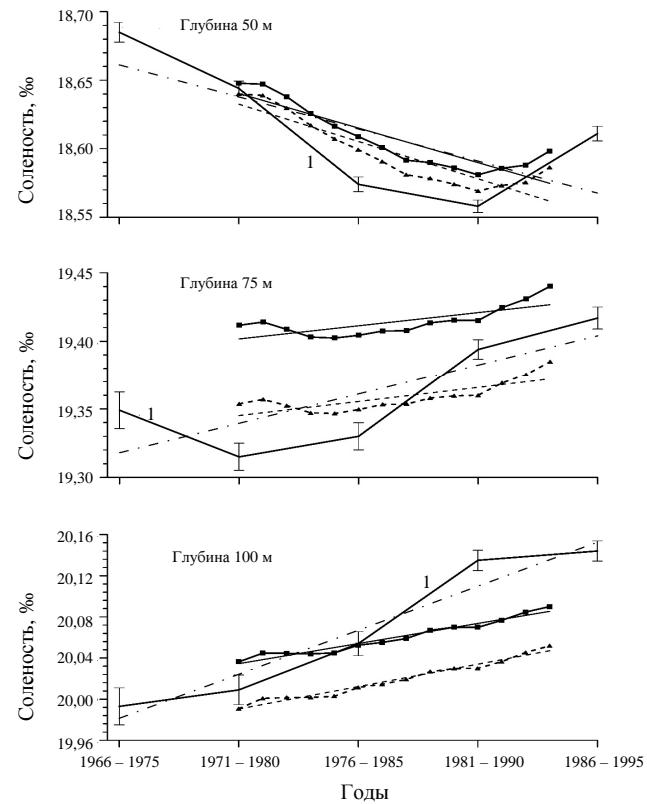 18,70
Глубина 50 м
18,65
Соленость, ‰
18,60
1
18,55
19,45
Глубина 75 м
19,40
Соленость, ‰
19,35
1
19,30
20,16
Глубина 100 м
20,12
1
20,08
Соленость, ‰
20,04
20,00
19,96
1966 – 1975 1971 – 1980 1976 – 1985 1981 – 1990 1986 – 1995
Годы